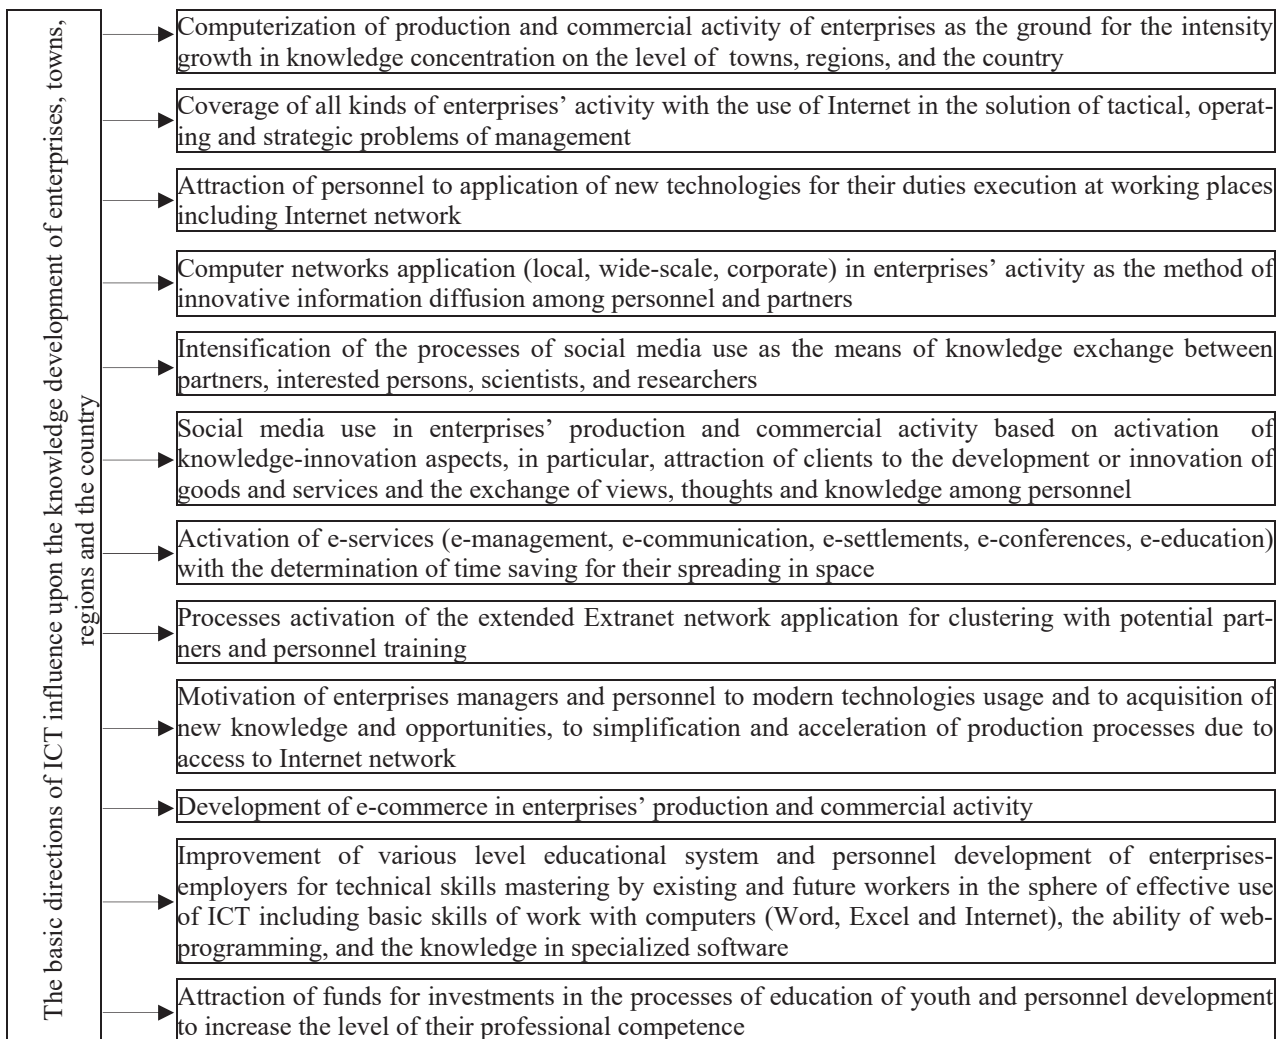 The basic directions of ICT influence upon the knowledge development of enterprises, towns,
regions and the country
Computerization of production and commercial activity of enterprises as the ground for the intensity
growth in knowledge concentration on the level of towns, regions, and the country
Coverage of all kinds of enterprises’ activity with the use of Internet in the solution of tactical, operat-
ing and strategic problems of management
Attraction of personnel to application of new technologies for their duties execution at working places
including Internet network
Computer networks application (local, wide-scale, corporate) in enterprises’ activity as the method of
innovative information diffusion among personnel and partners
Intensification of the processes of social media use as the means of knowledge exchange between
partners, interested persons, scientists, and researchers
Social media use in enterprises’ production and commercial activity based on activation of
knowledge-innovation aspects, in particular, attraction of clients to the development or innovation of
goods and services and the exchange of views, thoughts and knowledge among personnel
Activation of e-services (e-management, e-communication, e-settlements, e-conferences, e-education)
with the determination of time saving for their spreading in space
Processes activation of the extended Extranet network application for clustering with potential part-
ners and personnel training
Motivation of enterprises managers and personnel to modern technologies usage and to acquisition of
new knowledge and opportunities, to simplification and acceleration of production processes due to
access to Internet network
Development of e-commerce in enterprises’ production and commercial activity
Improvement of various level educational system and personnel development of enterprises-
employers for technical skills mastering by existing and future workers in the sphere of effective use
of ICT including basic skills of work with computers (Word, Excel and Internet), the ability of web-
programming, and the knowledge in specialized software
Attraction of funds for investments in the processes of education of youth and personnel development
to increase the level of their professional competence